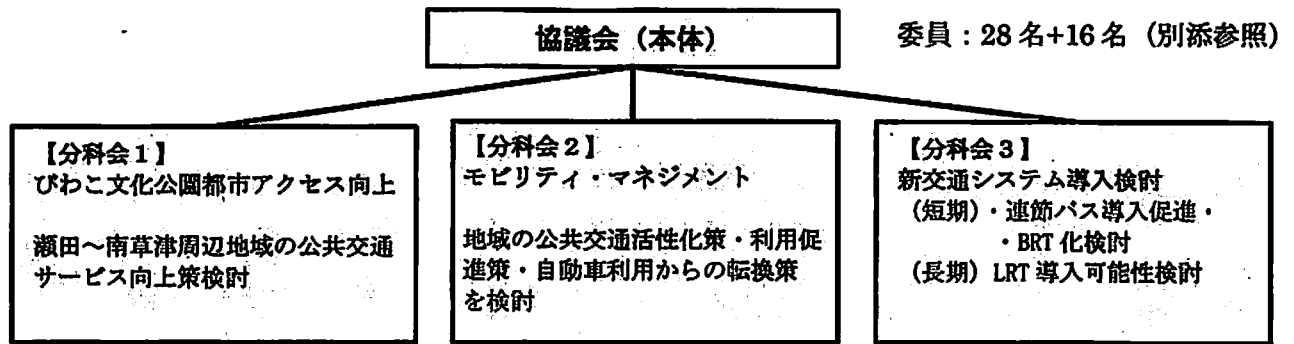 協議会（本体）
委員：28名+16名（別添参照）
【分科会１】
びわこ文化公園都市アクセス向上
瀬田～南草津周辺地域の公共交通
サービス向上策検討
【分科会２】
モビリティ・マネジメント
地域の公共交通活性化策・利用促
進策・自動車利用からの転換策
を検討
【分科会３】
新交通システム導入検討
（短期）・連節バス導入促進・
・BRT化検討
（長期）LRT導入可能性検討